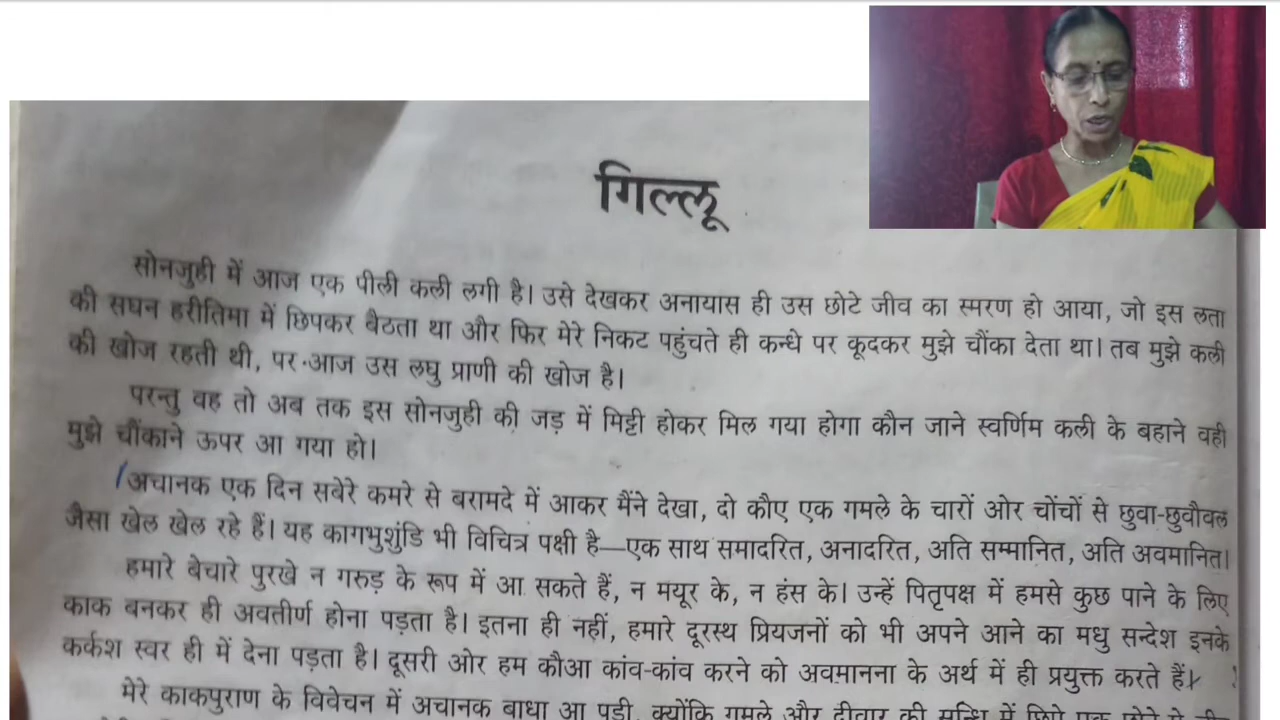 गिल्लू
सोनजुही में आज एक पीली कली लगी है। उसे देखकर अनायास ही उस छोटे जीव का स्मरण हो आया, जो इस लता
की सघन हरीतिमा में छिपकर बैठता था और फिर मेरे निकट पहुंचते ही कन्धे पर कूदकर मुझे चौंका देता था। तब मुझे कली
की खोज रहती थी, पर आज उस लघु प्राणी की खोज है।
परन्तु वह तो अब तक इस सोनजुही की जड़ में मिट्टी होकर मिल गया होगा कौन जाने स्वर्णिम कली के बहाने वही
मुझे चौंकाने ऊपर आ गया हो।
अचानक एक दिन सबेरे कमरे से बरामदे में आकर मैंने देखा, दो कौए एक गमले के चारों ओर चोंचों से छुवा-छुवौवल
जैसा खेल खेल रहे हैं। यह कागभुशुंडि भी विचित्र पक्षी है—एक साथ समादरित, अनादरित, अति सम्मानित, अति अवमानित।
हमारे बेचारे पुरखे न गरुड़ के रूप में आ सकते हैं, न मयूर के, न हंस के। उन्हें पितृपक्ष में हमसे कुछ पाने के लिए
काक बनकर ही अवतीर्ण होना पड़ता है। इतना ही नहीं, हमारे दूरस्थ प्रियजनों को भी अपने आने का मधु सन्देश इनके
कर्कश स्वर ही में देना पड़ता है। दूसरी ओर हम कौआ कांव-कांव करने को अवमानना के अर्थ में ही प्रयुक्त करते हैं।
मेरे काकपुराण के विवेचन में अचानक बाधा आ पड़ी, क्योंकि गमले और दीवार की सन्धि में छिपे एक